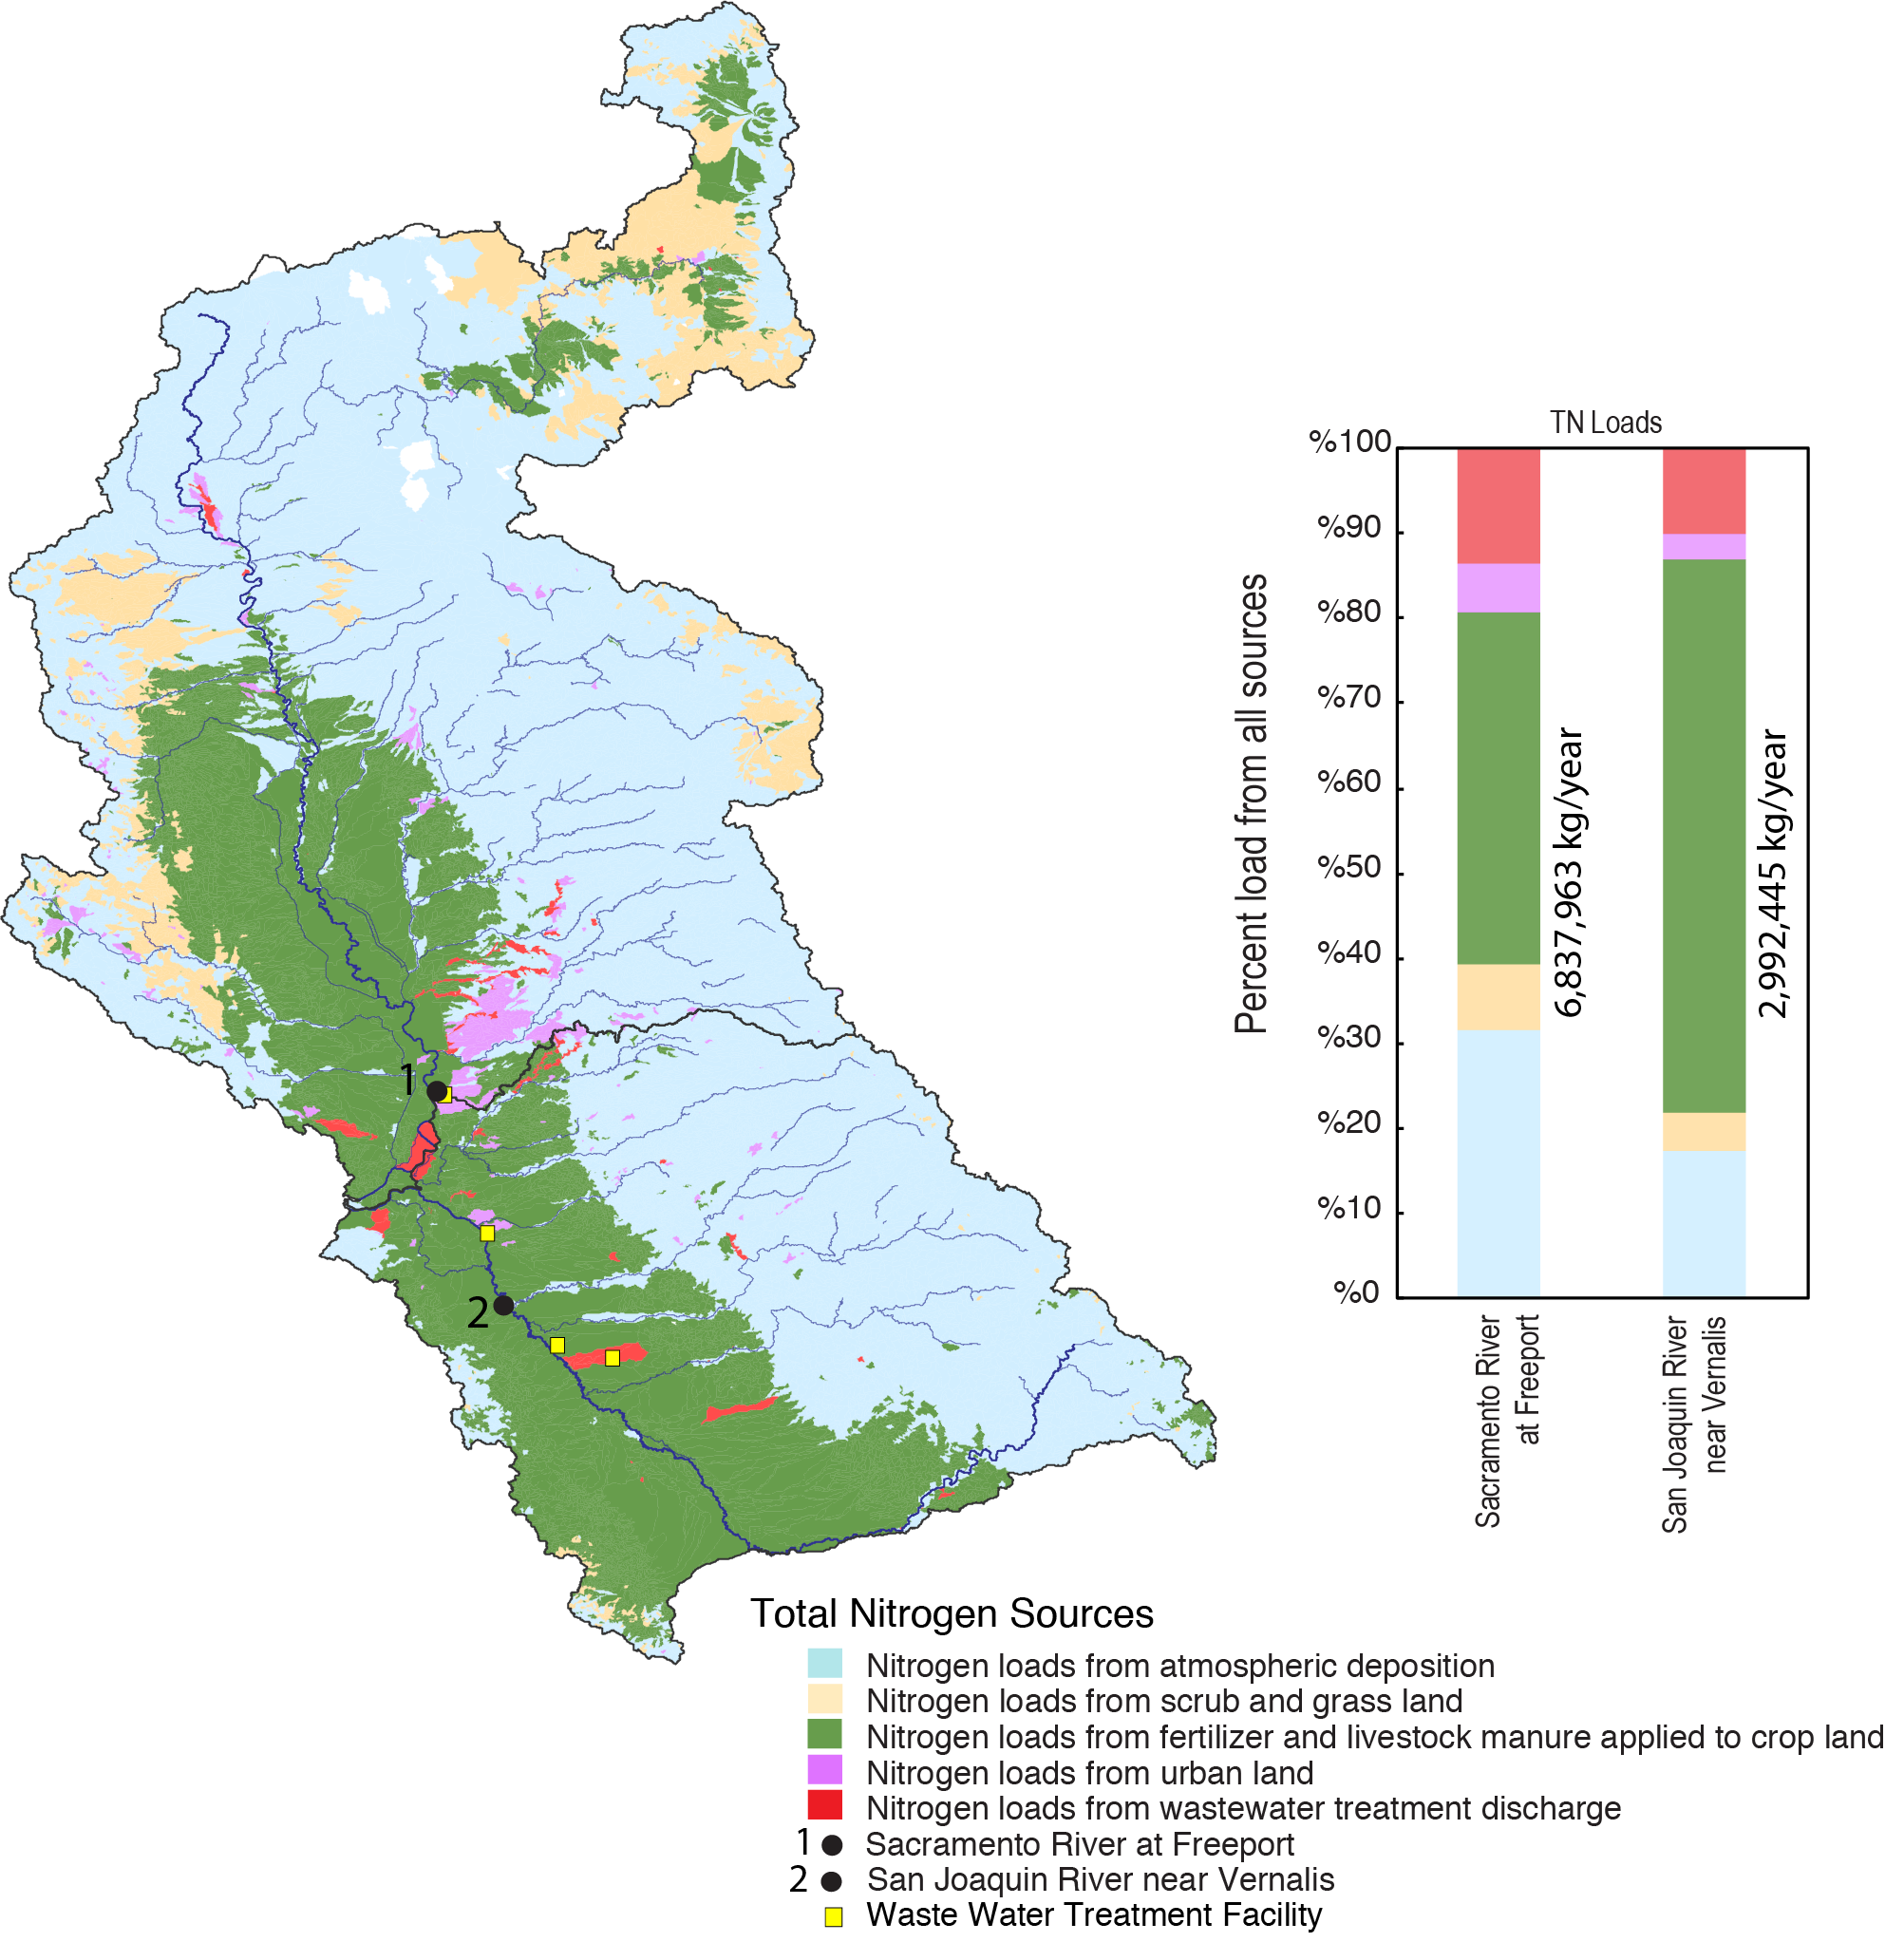 TN Loads
%100
%90
%80
%70
%60
%50
%40
%30
%20
%10
%0
Percent load from all sources
6,837,963 kg/year
2,992,445 kg/year
Sacramento River
at Freeport
San Joaquin River
near Vernalis
1
2
Total Nitrogen Sources
Nitrogen loads from atmospheric deposition
Nitrogen loads from scrub and grass land
Nitrogen loads from fertilizer and livestock manure applied to crop land
Nitrogen loads from urban land
Nitrogen loads from wastewater treatment discharge
1 Sacramento River at Freeport
2 San Joaquin River near Vernalis
Waste Water Treatment Facility